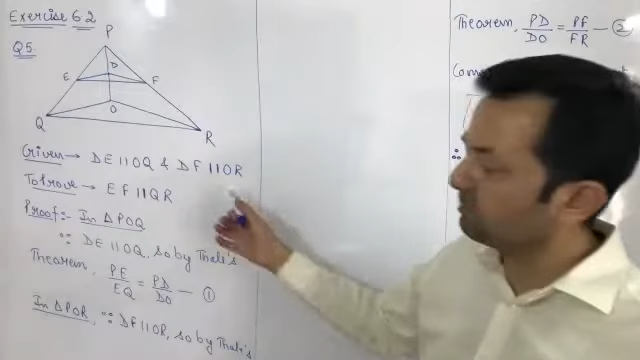 Exercise 6.2
Q5.
P
D
E
F
O
Q
R
Given → DE || OQ & DF || OR
To Prove → EF || QR
Proof:- In △POQ
∵ DE || OQ, so by Thale's
Theorem, PE/EQ = PD/DO — ①
In △POR, ∵ DF || OR, so by Thale's
Theorem, PD/DO = PF/FR — ②
∴